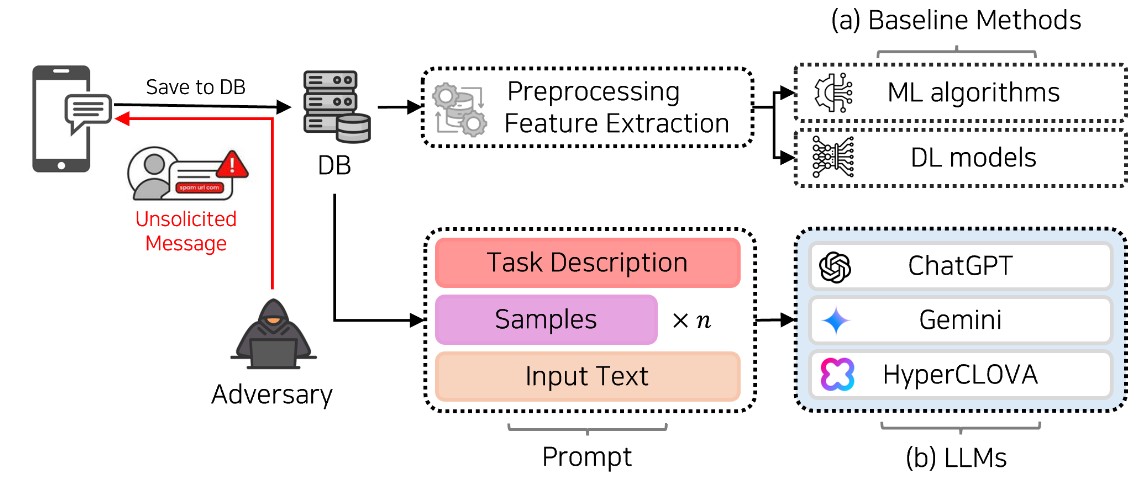 (a) Baseline Methods
Save to DB
DB
Preprocessing
Feature Extraction
ML algorithms
DL models
spam url com
Unsolicited
Message
Adversary
Task Description
Samples
× n
Input Text
Prompt
ChatGPT
Gemini
HyperCLOVA
(b) LLMs